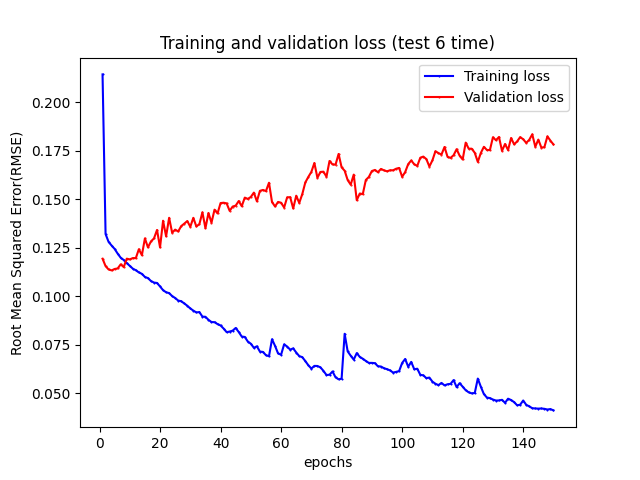 Training and validation loss (test 6 time)
Training loss
Validation loss
0.200
0.175
0.150
0.125
0.100
0.075
0.050
Root Mean Squared Error(RMSE)
0 20 40 60 80 100 120 140
epochs